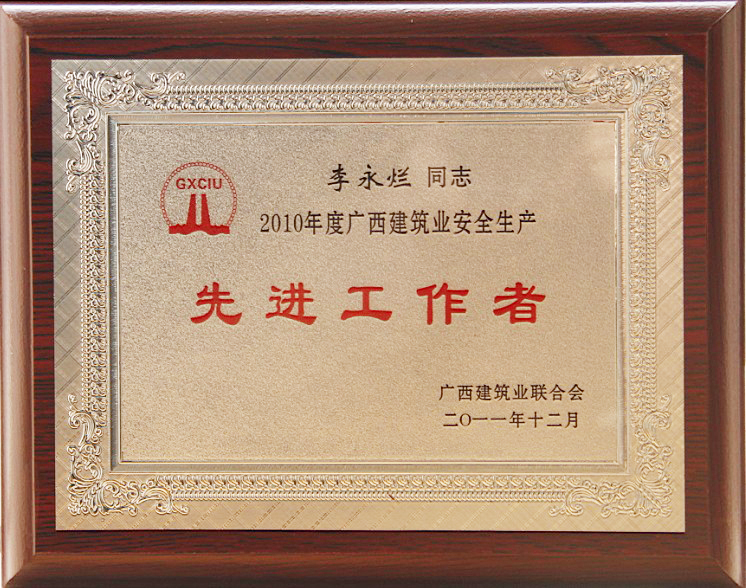 GXCIU
李永烂 同志
2010年度广西建筑业安全生产
先进工作者
广西建筑业联合会
二〇一一年十二月